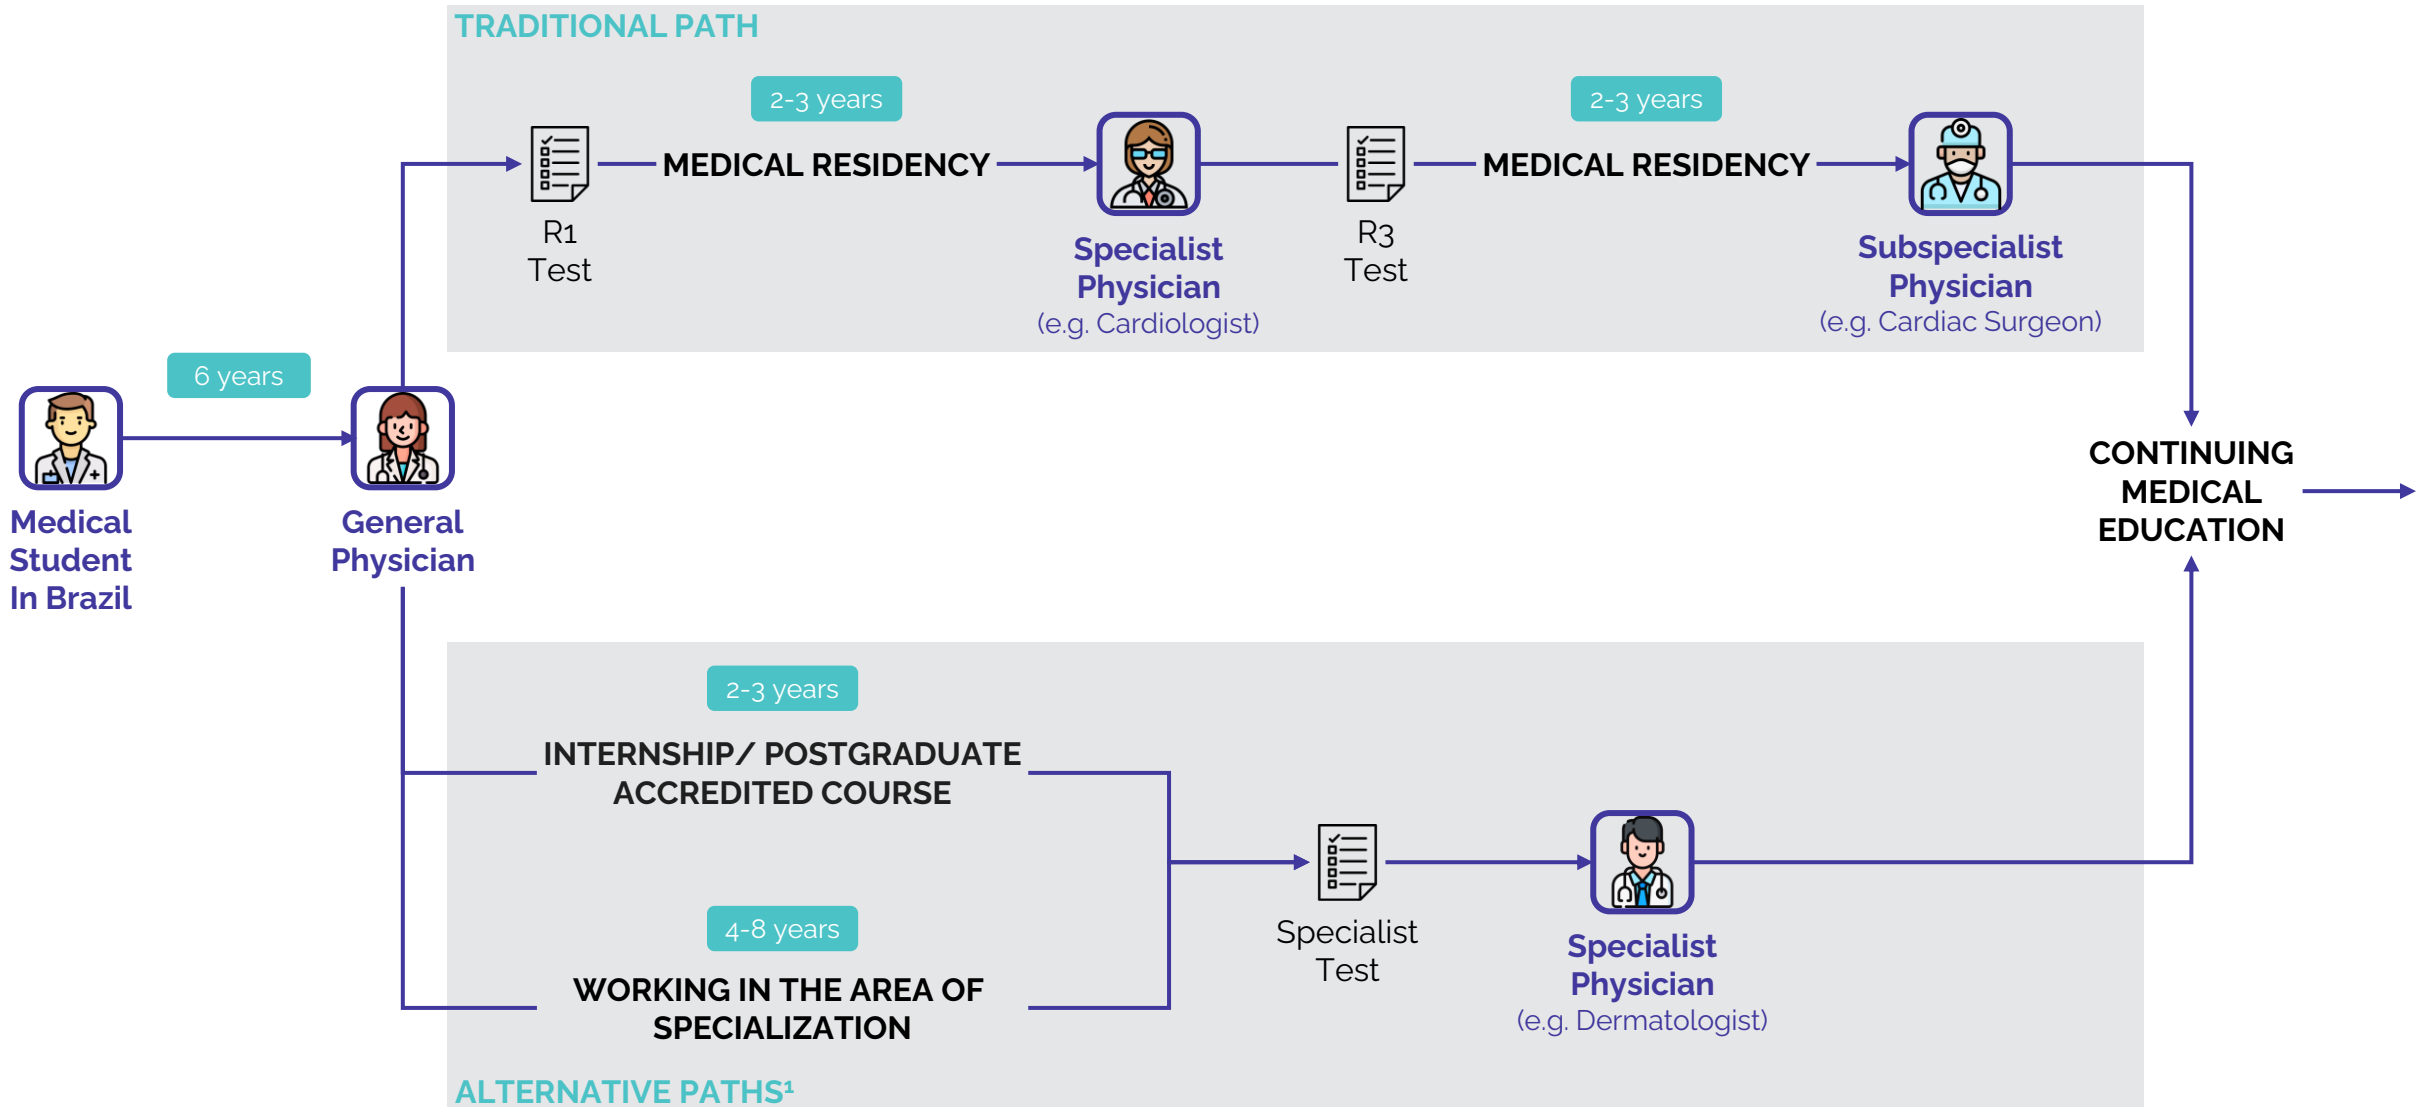 TRADITIONAL PATH
2-3 years
2-3 years
MEDICAL RESIDENCY
MEDICAL RESIDENCY
R1
Test
Specialist
Physician
(e.g. Cardiologist)
R3
Test
Subspecialist
Physician
(e.g. Cardiac Surgeon)
6 years
Medical
Student
In Brazil
General
Physician
CONTINUING
MEDICAL
EDUCATION
2-3 years
INTERNSHIP/ POSTGRADUATE
ACCREDITED COURSE
4-8 years
WORKING IN THE AREA OF
SPECIALIZATION
Specialist
Test
Specialist
Physician
(e.g. Dermatologist)
ALTERNATIVE PATHS¹